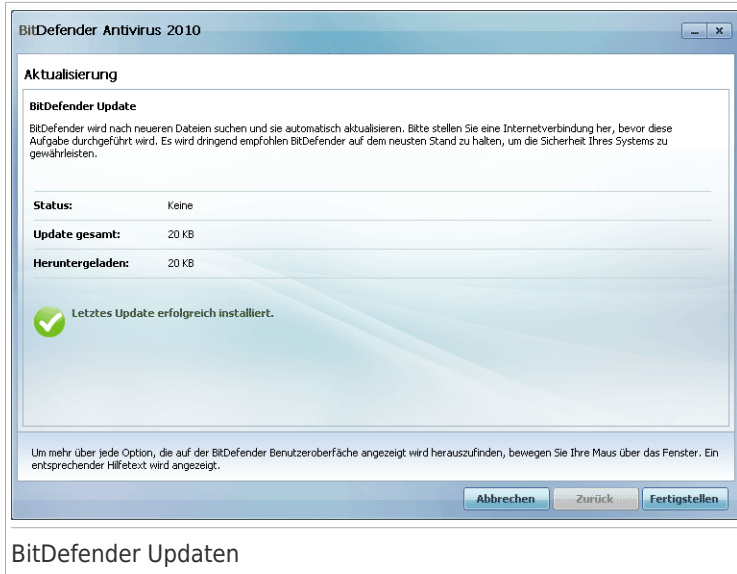 BitDefender Antivirus 2010
Aktualisierung
BitDefender Update
BitDefender wird nach neueren Dateien suchen und sie automatisch aktualisieren. Bitte stellen Sie eine Internetverbindung her, bevor diese
Aufgabe durchgeführt wird. Es wird dringend empfohlen BitDefender auf dem neusten Stand zu halten, um die Sicherheit Ihres Systems zu
gewährleisten.
Status: Keine
Update gesamt: 20 KB
Heruntergeladen: 20 KB
Letztes Update erfolgreich installiert.
Um mehr über jede Option, die auf der BitDefender Benutzeroberfäche angezeigt wird herauszufinden, bewegen Sie Ihre Maus über das Fenster. Ein
entsprechender Hilfetext wird angezeigt.
Abbrechen Zurück Fertigstellen
BitDefender Updaten